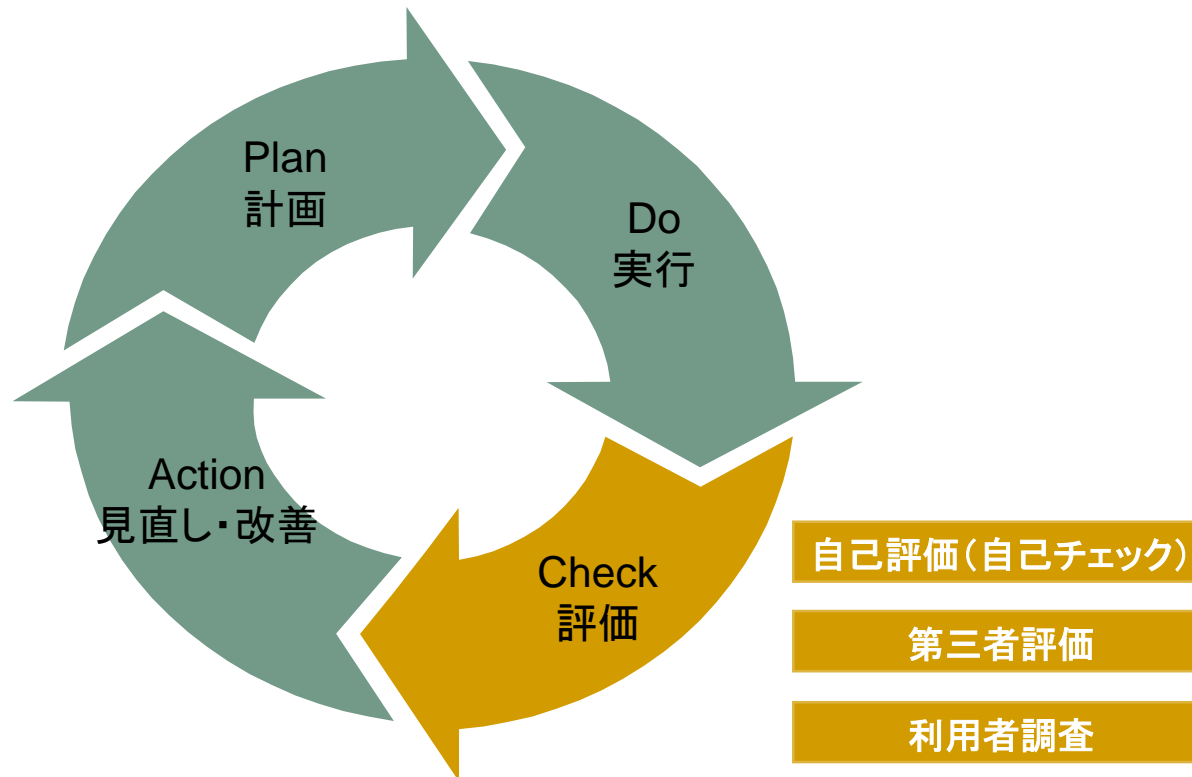 Plan
計画
Do
実行
Check
評価
Action
見直し・改善
自己評価（自己チェック）
第三者評価
利用者調査